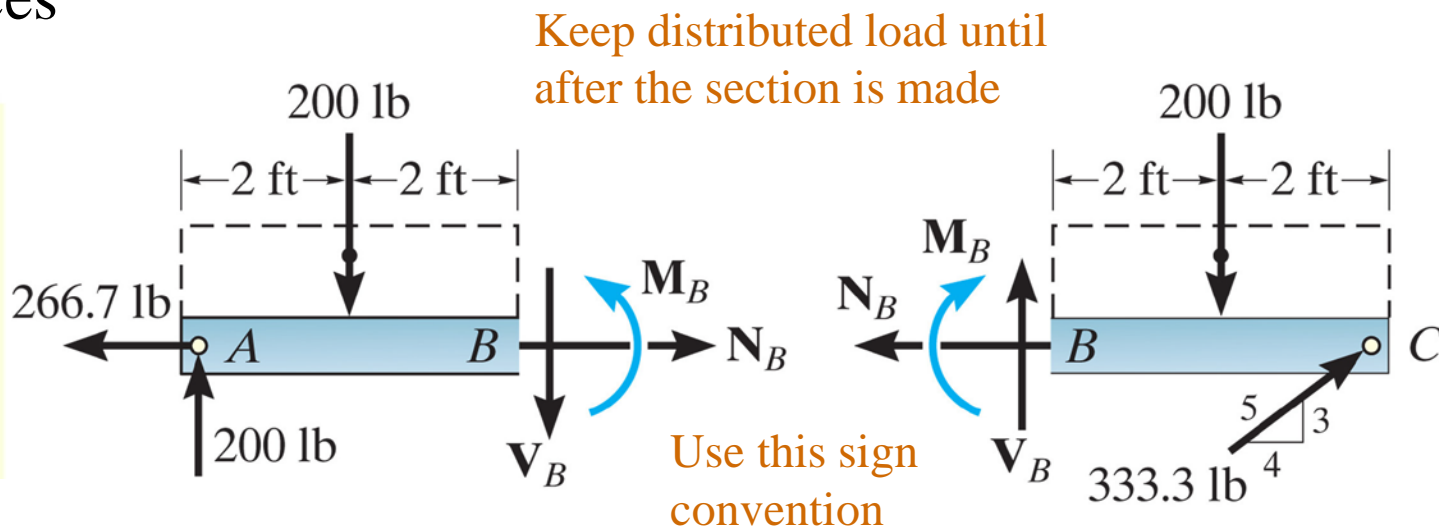 Keep distributed load until
after the section is made
200 lb
2 ft 2 ft
266.7 lb
A
B
200 lb
M_B
N_B
V_B
Use this sign
convention
200 lb
2 ft 2 ft
M_B
N_B
V_B
B
C
5
3
4
333.3 lb